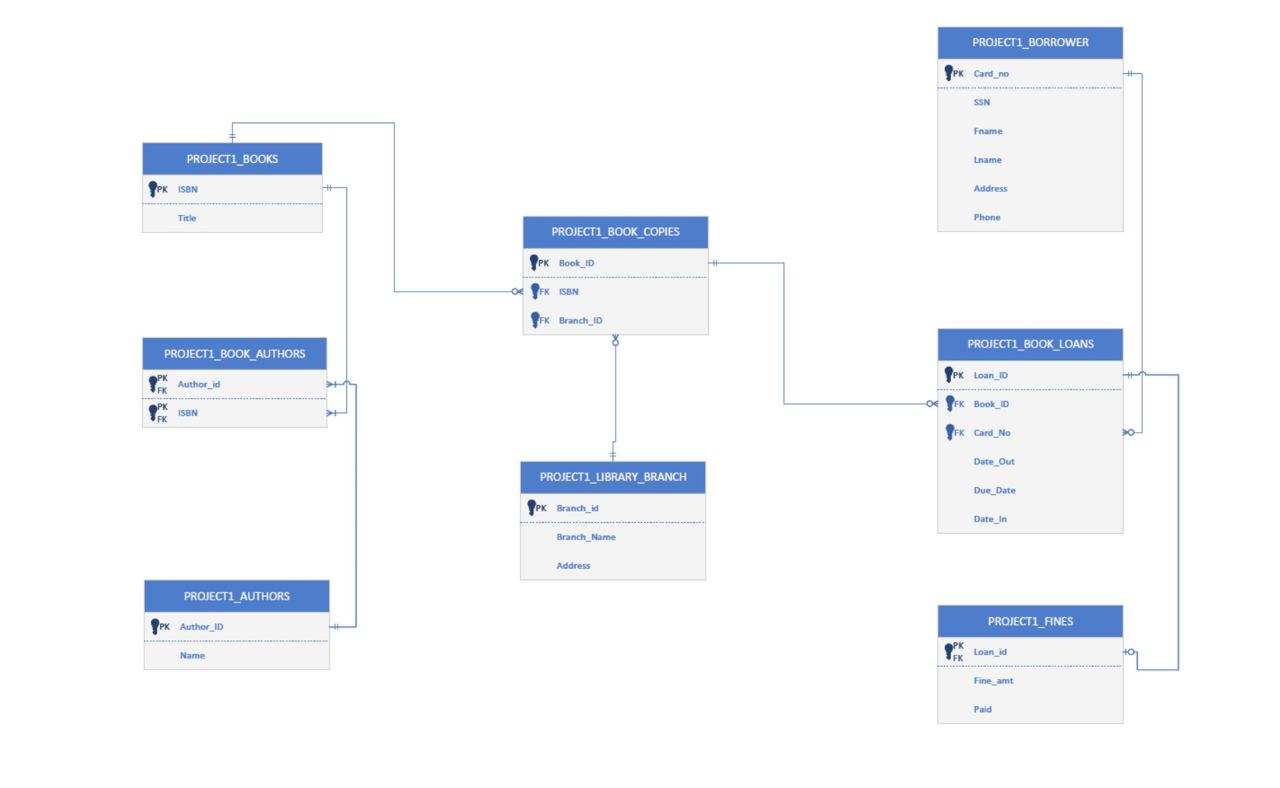 PROJECT1_BORROWER
PK Card_no
SSN
Fname
Lname
Address
Phone
PROJECT1_BOOKS
PK ISBN
Title
PROJECT1_BOOK_COPIES
PK Book_ID
FK ISBN
FK Branch_ID
PROJECT1_BOOK_AUTHORS
PK FK Author_id
PK FK ISBN
PROJECT1_BOOK_LOANS
PK Loan_ID
FK Book_ID
FK Card_No
Date_Out
Due_Date
Date_In
PROJECT1_LIBRARY_BRANCH
PK Branch_id
Branch_Name
Address
PROJECT1_AUTHORS
PK Author_ID
Name
PROJECT1_FINES
PK FK Loan_id
Fine_amt
Paid